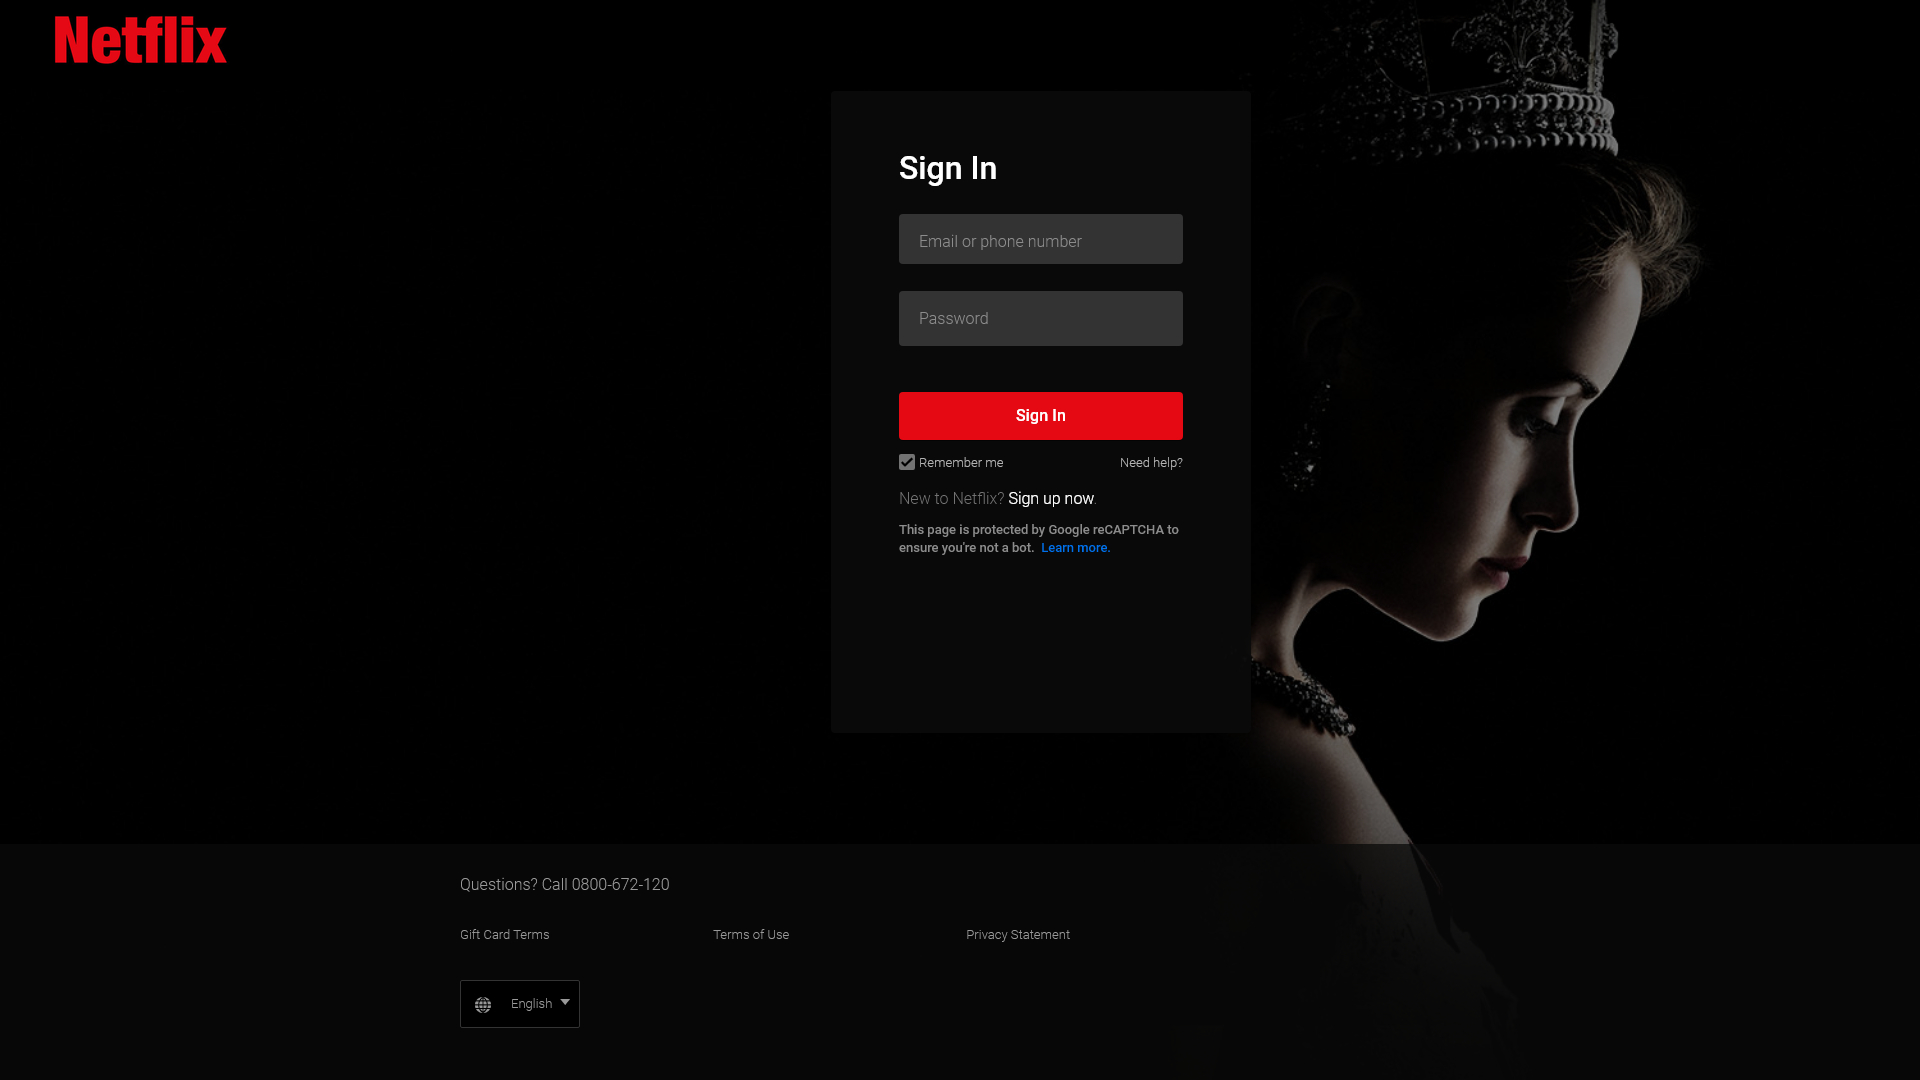 Netflix
Sign In
Email or phone number
Password
Sign In
Remember me
Need help?
New to Netflix? Sign up now.
This page is protected by Google reCAPTCHA to
ensure you're not a bot. Learn more.
Questions? Call 0800-672-120
Gift Card Terms
Terms of Use
Privacy Statement
English